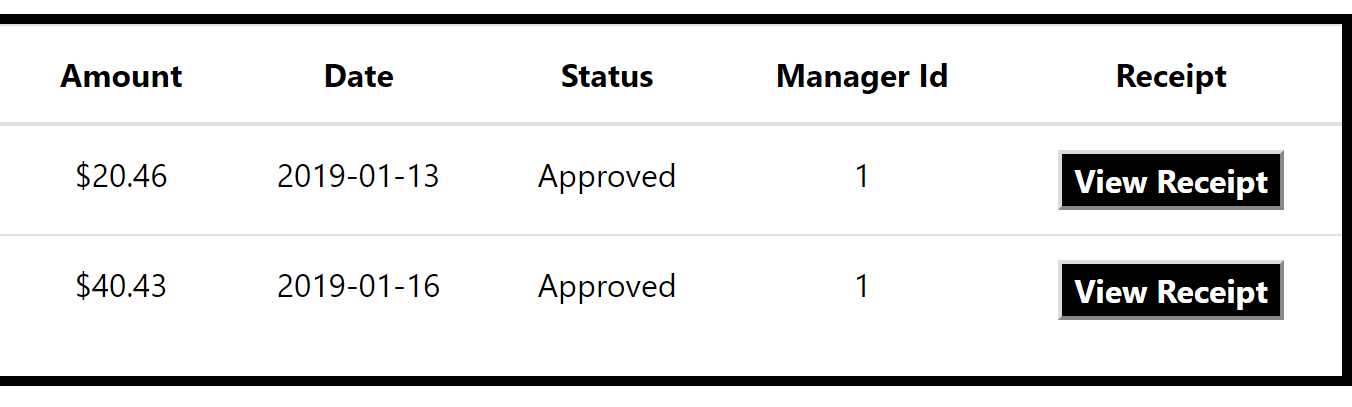 Amount Date Status Manager Id Receipt
$20.46 2019-01-13 Approved 1 View Receipt
$40.43 2019-01-16 Approved 1 View Receipt